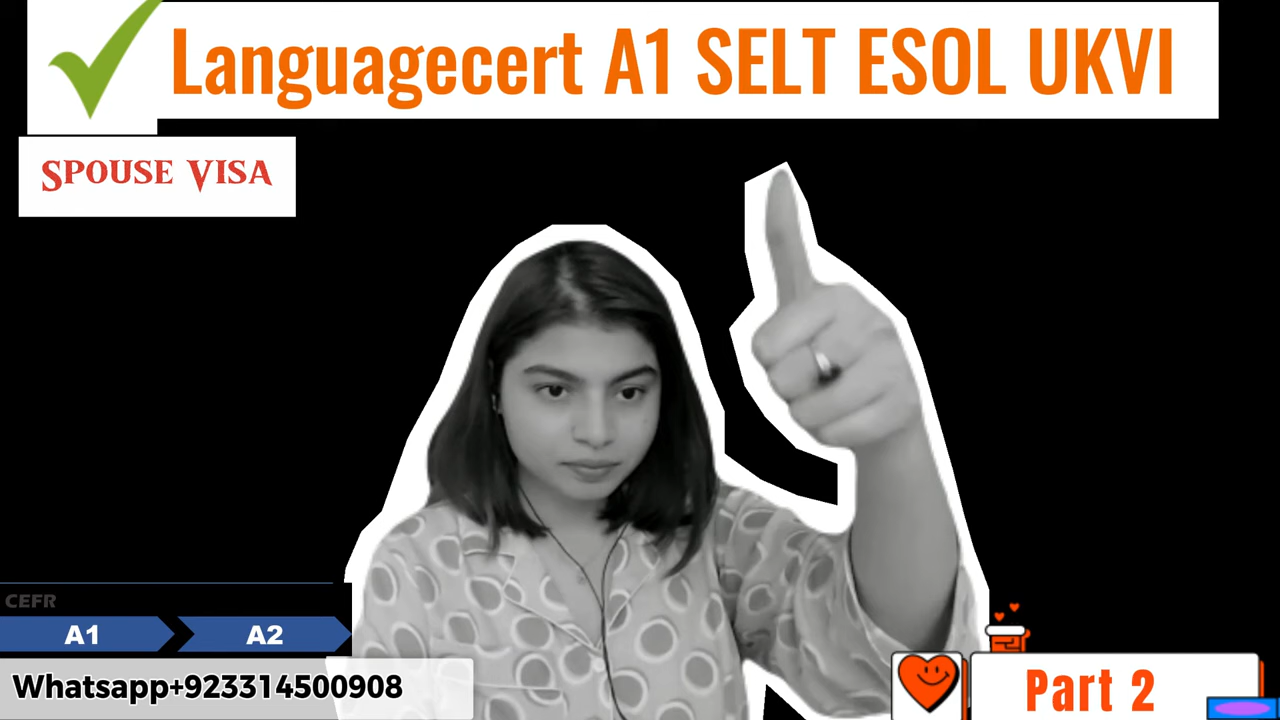 Languagecert A1 SELT ESOL UKVI
Spouse Visa
CEFR
A1 A2
Whatsapp+923314500908
Part 2